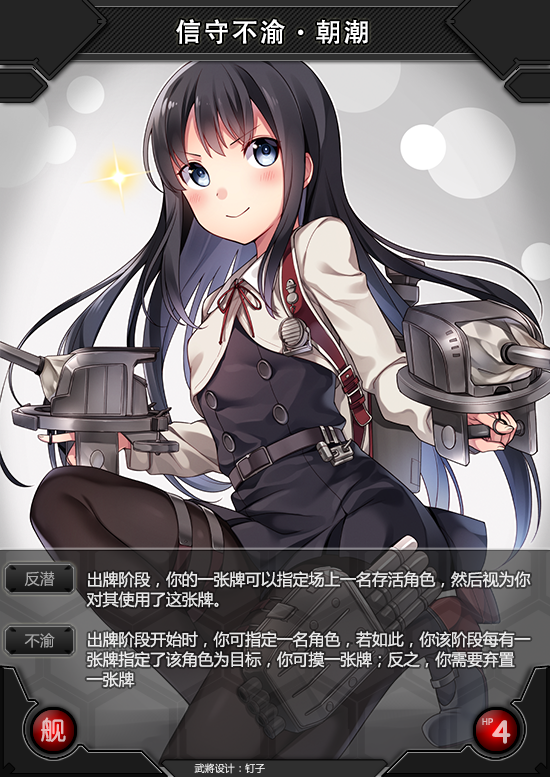 信守不渝·朝潮
反潜
出牌阶段，你的一张牌可以指定场上一名存活角色，然后视为你
对其使用了这张牌。
不渝
出牌阶段开始时，你可指定一名角色，若如此，你该阶段每有一
张牌指定了该角色为目标，你可摸一张牌；反之，你需要弃置
一张牌
舰
HP 4
武將设计：钉子